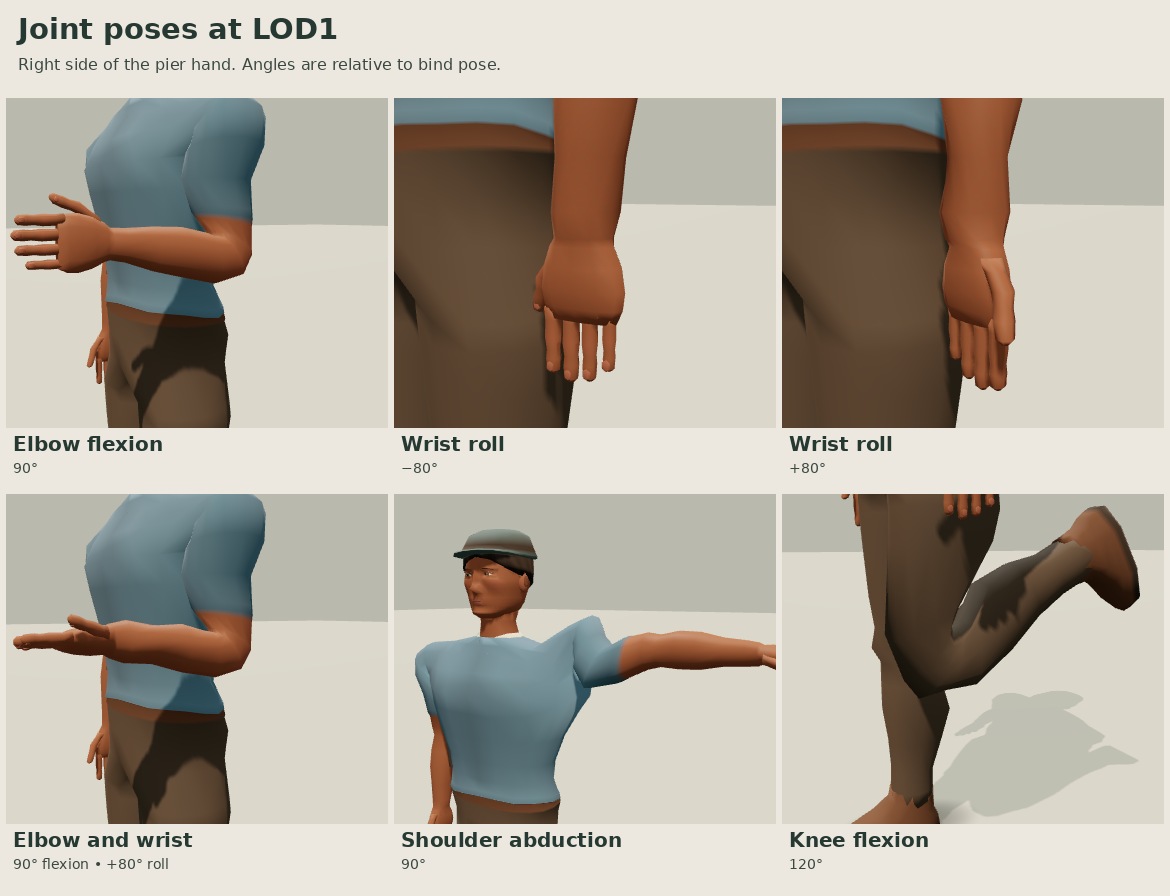 Joint poses at LOD1
Right side of the pier hand. Angles are relative to bind pose.
Elbow flexion
90°
Wrist roll
−80°
Wrist roll
+80°
Elbow and wrist
90° flexion • +80° roll
Shoulder abduction
90°
Knee flexion
120°